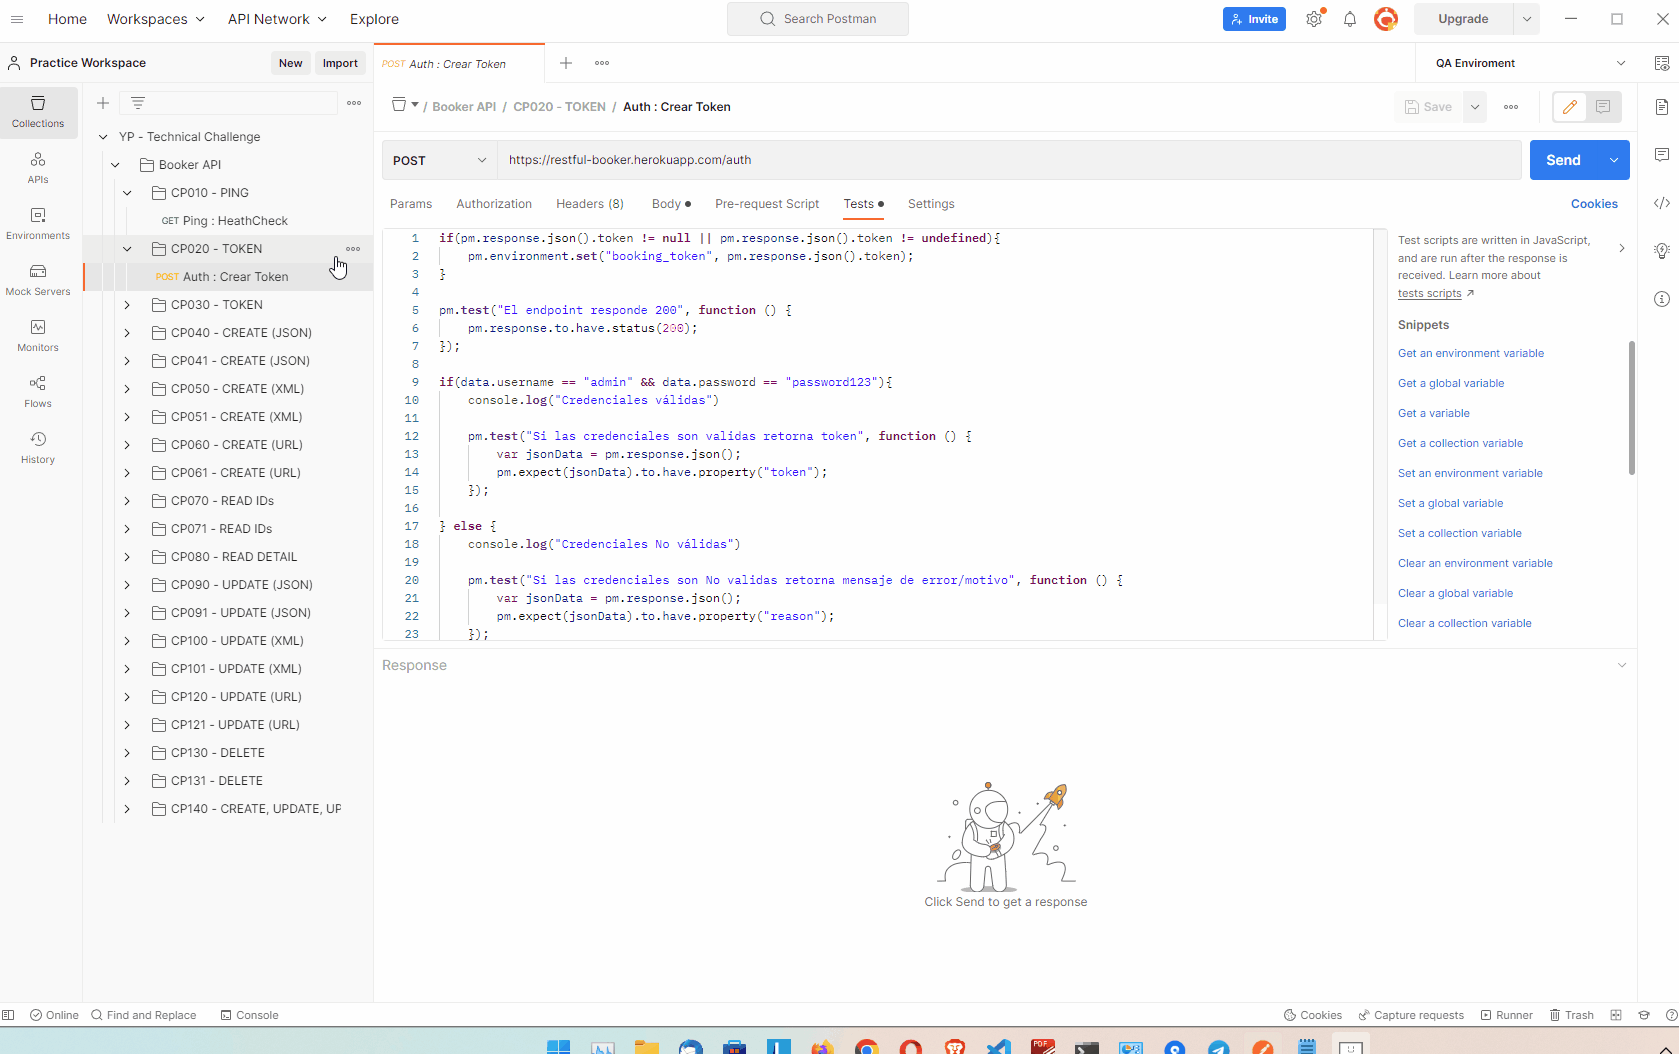 Home Workspaces API Network Explore Search Postman Invite Upgrade
Practice Workspace New Import POST Auth : Crear Token QA Enviroment
Collections
APIs
Environments
Mock Servers
Monitors
Flows
History
YP - Technical Challenge
Booker API
CP010 - PING
GET Ping : HeathCheck
CP020 - TOKEN
POST Auth : Crear Token
CP030 - TOKEN
CP040 - CREATE (JSON)
CP041 - CREATE (JSON)
CP050 - CREATE (XML)
CP051 - CREATE (XML)
CP060 - CREATE (URL)
CP061 - CREATE (URL)
CP070 - READ IDs
CP071 - READ IDs
CP080 - READ DETAIL
CP090 - UPDATE (JSON)
CP091 - UPDATE (JSON)
CP100 - UPDATE (XML)
CP101 - UPDATE (XML)
CP120 - UPDATE (URL)
CP121 - UPDATE (URL)
CP130 - DELETE
CP131 - DELETE
CP140 - CREATE, UPDATE, UP
/ Booker API / CP020 - TOKEN / Auth : Crear Token Save
POST https://restful-booker.herokuapp.com/auth Send
Params Authorization Headers (8) Body Pre-request Script Tests Settings Cookies
1 if(pm.response.json().token != null || pm.response.json().token != undefined){
2 pm.environment.set("booking_token", pm.response.json().token);
3 }
4
5 pm.test("El endpoint responde 200", function () {
6 pm.response.to.have.status(200);
7 });
8
9 if(data.username == "admin" && data.password == "password123"){
10 console.log("Credenciales válidas")
11
12 pm.test("Si las credenciales son validas retorna token", function () {
13 var jsonData = pm.response.json();
14 pm.expect(jsonData).to.have.property("token");
15 });
16
17 } else {
18 console.log("Credenciales No válidas")
19
20 pm.test("Si las credenciales son No validas retorna mensaje de error/motivo", function () {
21 var jsonData = pm.response.json();
22 pm.expect(jsonData).to.have.property("reason");
23 });
Test scripts are written in JavaScript,
and are run after the response is
received. Learn more about
tests scripts
Snippets
Get an environment variable
Get a global variable
Get a variable
Get a collection variable
Set an environment variable
Set a global variable
Set a collection variable
Clear an environment variable
Clear a global variable
Clear a collection variable
Response
Click Send to get a response
Online Find and Replace Console Cookies Capture requests Runner Trash
PDF